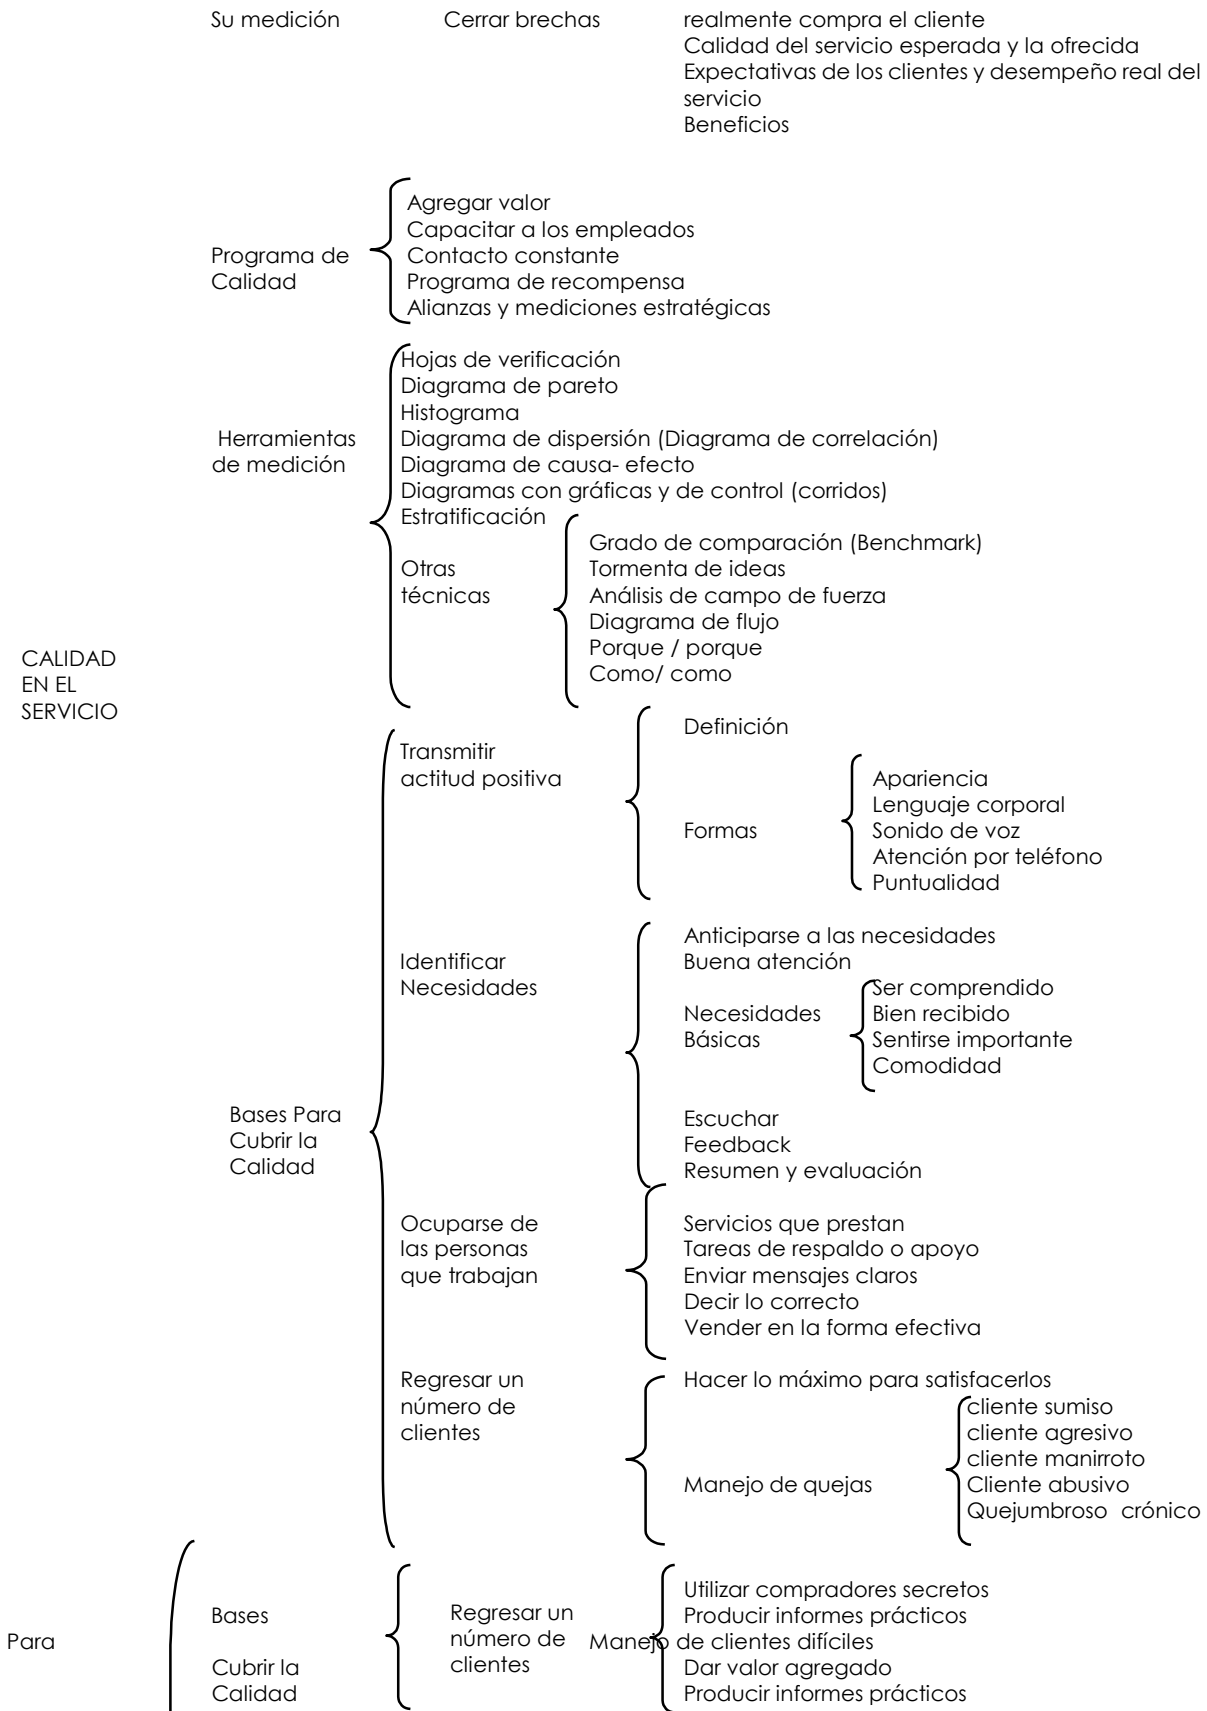 Su medición
Cerrar brechas
realmente compra el cliente
Calidad del servicio esperada y la ofrecida
Expectativas de los clientes y desempeño real del
servicio
Beneficios
Programa de
Calidad
Agregar valor
Capacitar a los empleados
Contacto constante
Programa de recompensa
Alianzas y mediciones estratégicas
Herramientas
de medición
Hojas de verificación
Diagrama de pareto
Histograma
Diagrama de dispersión (Diagrama de correlación)
Diagrama de causa- efecto
Diagramas con gráficas y de control (corridos)
Estratificación
Otras
técnicas
Grado de comparación (Benchmark)
Tormenta de ideas
Análisis de campo de fuerza
Diagrama de flujo
Porque / porque
Como/ como
CALIDAD
EN EL
SERVICIO
Bases Para
Cubrir la
Calidad
Transmitir
actitud positiva
Definición
Formas
Apariencia
Lenguaje corporal
Sonido de voz
Atención por teléfono
Puntualidad
Identificar
Necesidades
Anticiparse a las necesidades
Buena atención
Necesidades
Básicas
Ser comprendido
Bien recibido
Sentirse importante
Comodidad
Escuchar
Feedback
Resumen y evaluación
Ocuparse de
las personas
que trabajan
Servicios que prestan
Tareas de respaldo o apoyo
Enviar mensajes claros
Decir lo correcto
Vender en la forma efectiva
Regresar un
número de
clientes
Hacer lo máximo para satisfacerlos
Manejo de quejas
cliente sumiso
cliente agresivo
cliente manirroto
Cliente abusivo
Quejumbroso crónico
Para
Bases
Cubrir la
Calidad
Regresar un
número de
clientes
Utilizar compradores secretos
Producir informes prácticos
Manejo de clientes difíciles
Dar valor agregado
Producir informes prácticos